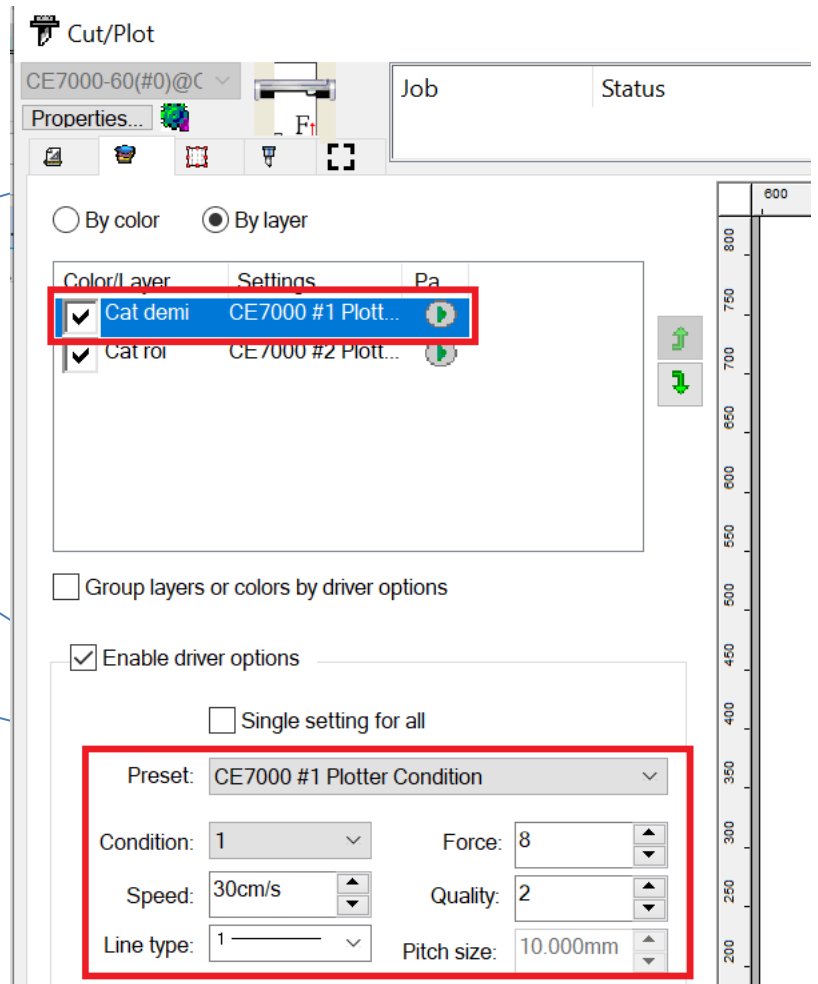 Cut/Plot
CE7000-60(#0)@C
Properties...
F
Job Status
By color By layer
Color/Layer Settings Pa
Cat demi CE7000 #1 Plott...
Cat roi CE7000 #2 Plott...
Group layers or colors by driver options
Enable driver options
Single setting for all
Preset: CE7000 #1 Plotter Condition
Condition: 1 Force: 8
Speed: 30cm/s Quality: 2
Line type: 1 Pitch size: 10.000mm
600
800
750
700
650
600
550
500
450
400
350
300
250
200